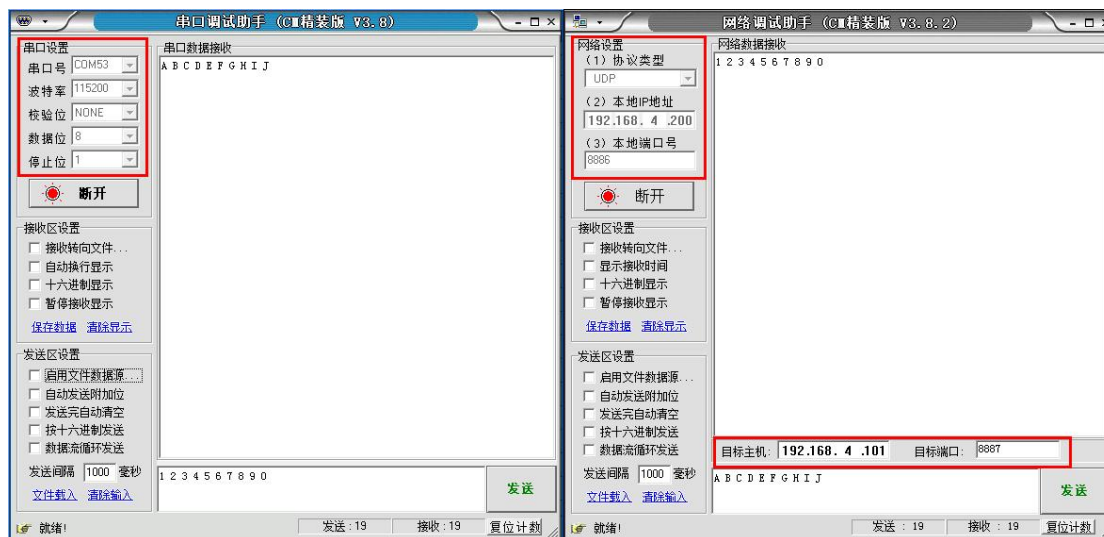 串口调试助手 (CМ精装版 V3.8)
串口设置
串口号 COM53
波特率 115200
校验位 NONE
数据位 8
停止位 1
断开
接收区设置
接收转向文件...
自动换行显示
十六进制显示
暂停接收显示
保存数据 清除显示
发送区设置
启用文件数据源...
自动发送附加位
发送完自动清空
按十六进制发送
数据流循环发送
发送间隔 1000 毫秒
文件载入 清除输入
串口数据接收
A B C D E F G H I J
1 2 3 4 5 6 7 8 9 0
发送
就绪!
发送:19
接收:19
复位计数
网络调试助手 (CМ精装版 V3.8.2)
网络设置
(1) 协议类型
UDP
(2) 本地IP地址
192.168. 4 .200
(3) 本地端口号
8886
断开
接收区设置
接收转向文件...
显示接收时间
十六进制显示
暂停接收显示
保存数据 清除显示
发送区设置
启用文件数据源...
自动发送附加位
发送完自动清空
按十六进制发送
数据流循环发送
发送间隔 1000 毫秒
文件载入 清除输入
网络数据接收
1 2 3 4 5 6 7 8 9 0
目标主机: 192.168. 4 .101 目标端口: 8887
A B C D E F G H I J
发送
就绪!
发送 : 19
接收 : 19
复位计数